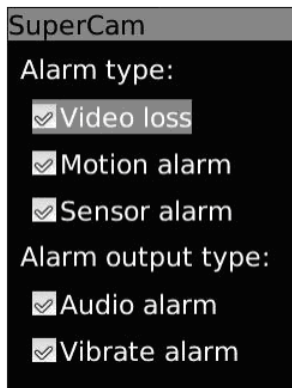 SuperCam
Alarm type:
Video loss
Motion alarm
Sensor alarm
Alarm output type:
Audio alarm
Vibrate alarm